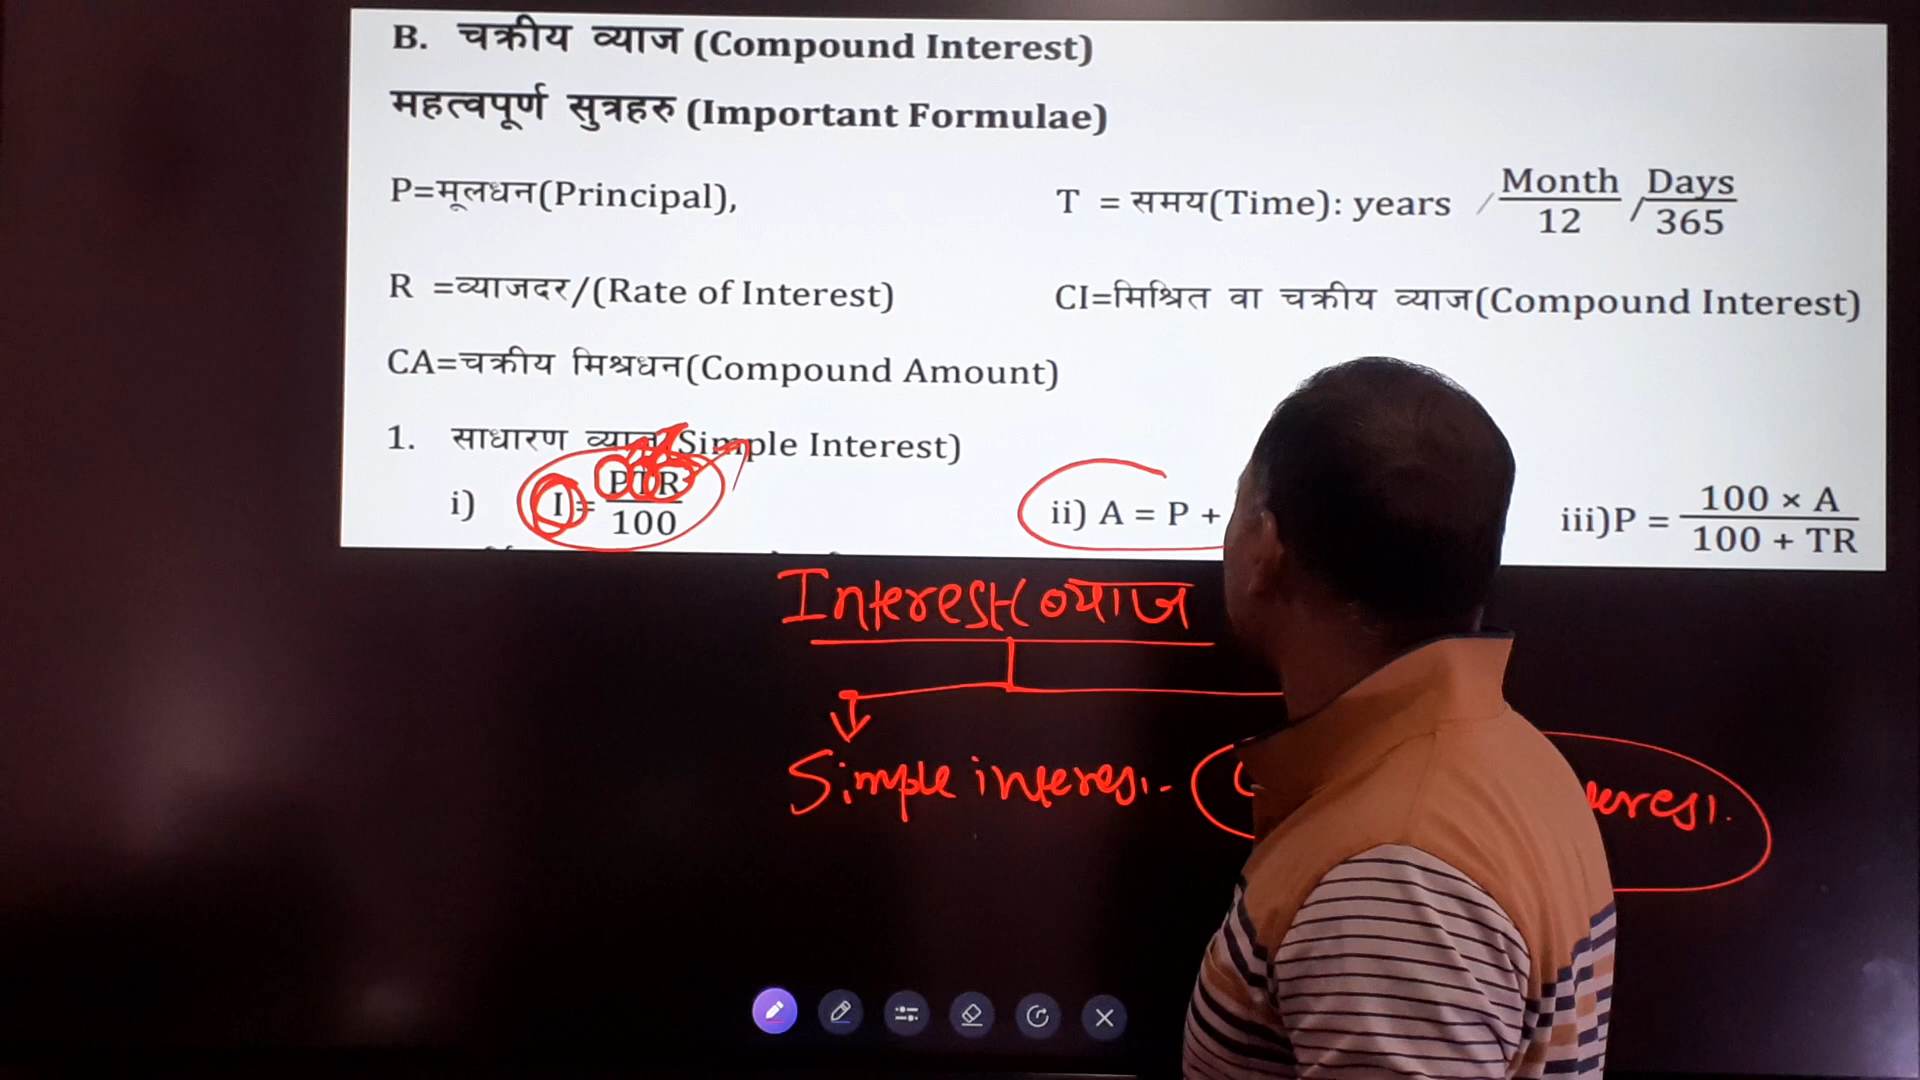 B. चक्रीय व्याज (Compound Interest)
महत्वपूर्ण सुत्रहरु (Important Formulae)
P=मूलधन(Principal),
T = समय(Time): years / Month/12 / Days/365
R =व्याजदर/(Rate of Interest)
CI=मिश्रित वा चक्रीय व्याज(Compound Interest)
CA=चक्रीय मिश्रधन(Compound Amount)
1. साधारण व्याज(Simple Interest)
i) I = PTR/100
ii) A = P +
iii)P = 100 × A/100 + TR
Interest(व्याज
Simple interest.